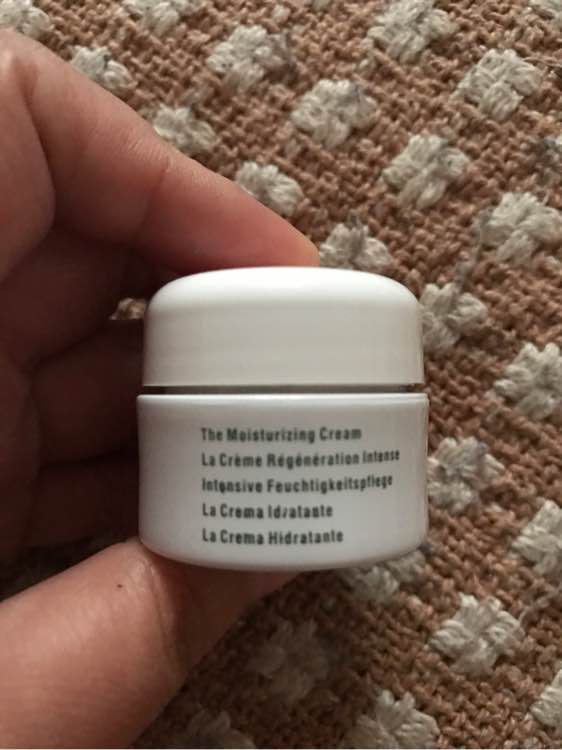 The Moisturizing Cream
La Crème Régénération Intense
Intensive Feuchtigkeitspflege
La Crema Idratante
La Crema Hidratante